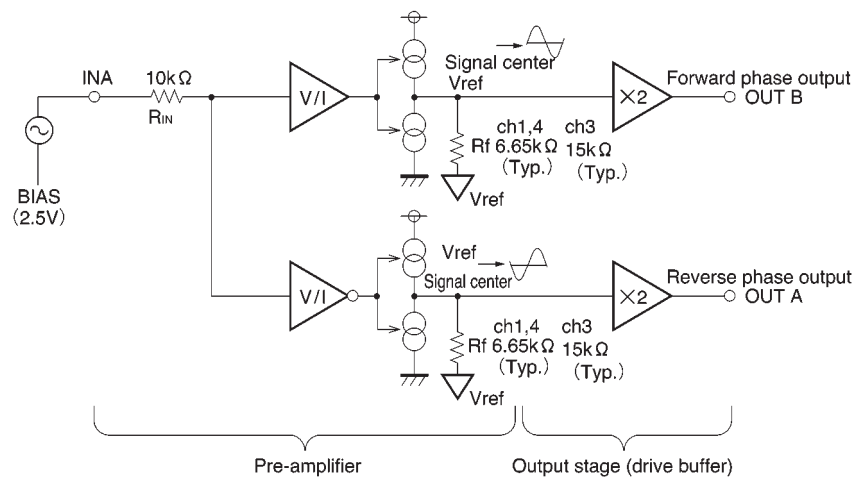 INA
10kΩ
RIN
BIAS
(2.5V)
V/I
Signal center
Vref
ch1,4
Rf 6.65kΩ
(Typ.)
ch3
15kΩ
(Typ.)
Vref
×2
Forward phase output
OUT B
V/I
Vref
Signal center
ch1,4
Rf 6.65kΩ
(Typ.)
ch3
15kΩ
(Typ.)
Vref
×2
Reverse phase output
OUT A
Pre-amplifier
Output stage (drive buffer)